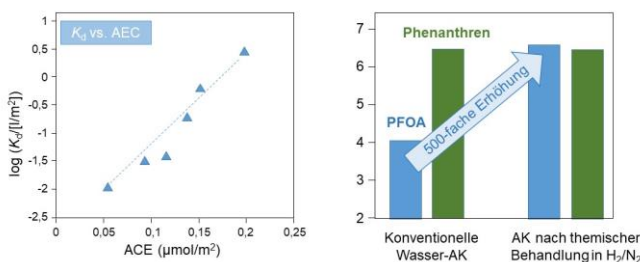 K_d vs. AEC
log (K_d/[l/m²])
1
0,5
0
-0,5
-1
-1,5
-2
-2,5
0
0,05
0,1
0,15
0,2
0,25
ACE (µmol/m²)
7
6
5
4
3
2
Phenanthren
PFOA
500-fache Erhöhung
Konventionelle
Wasser-AK
AK nach themischer
Behandlung in H₂/N₂